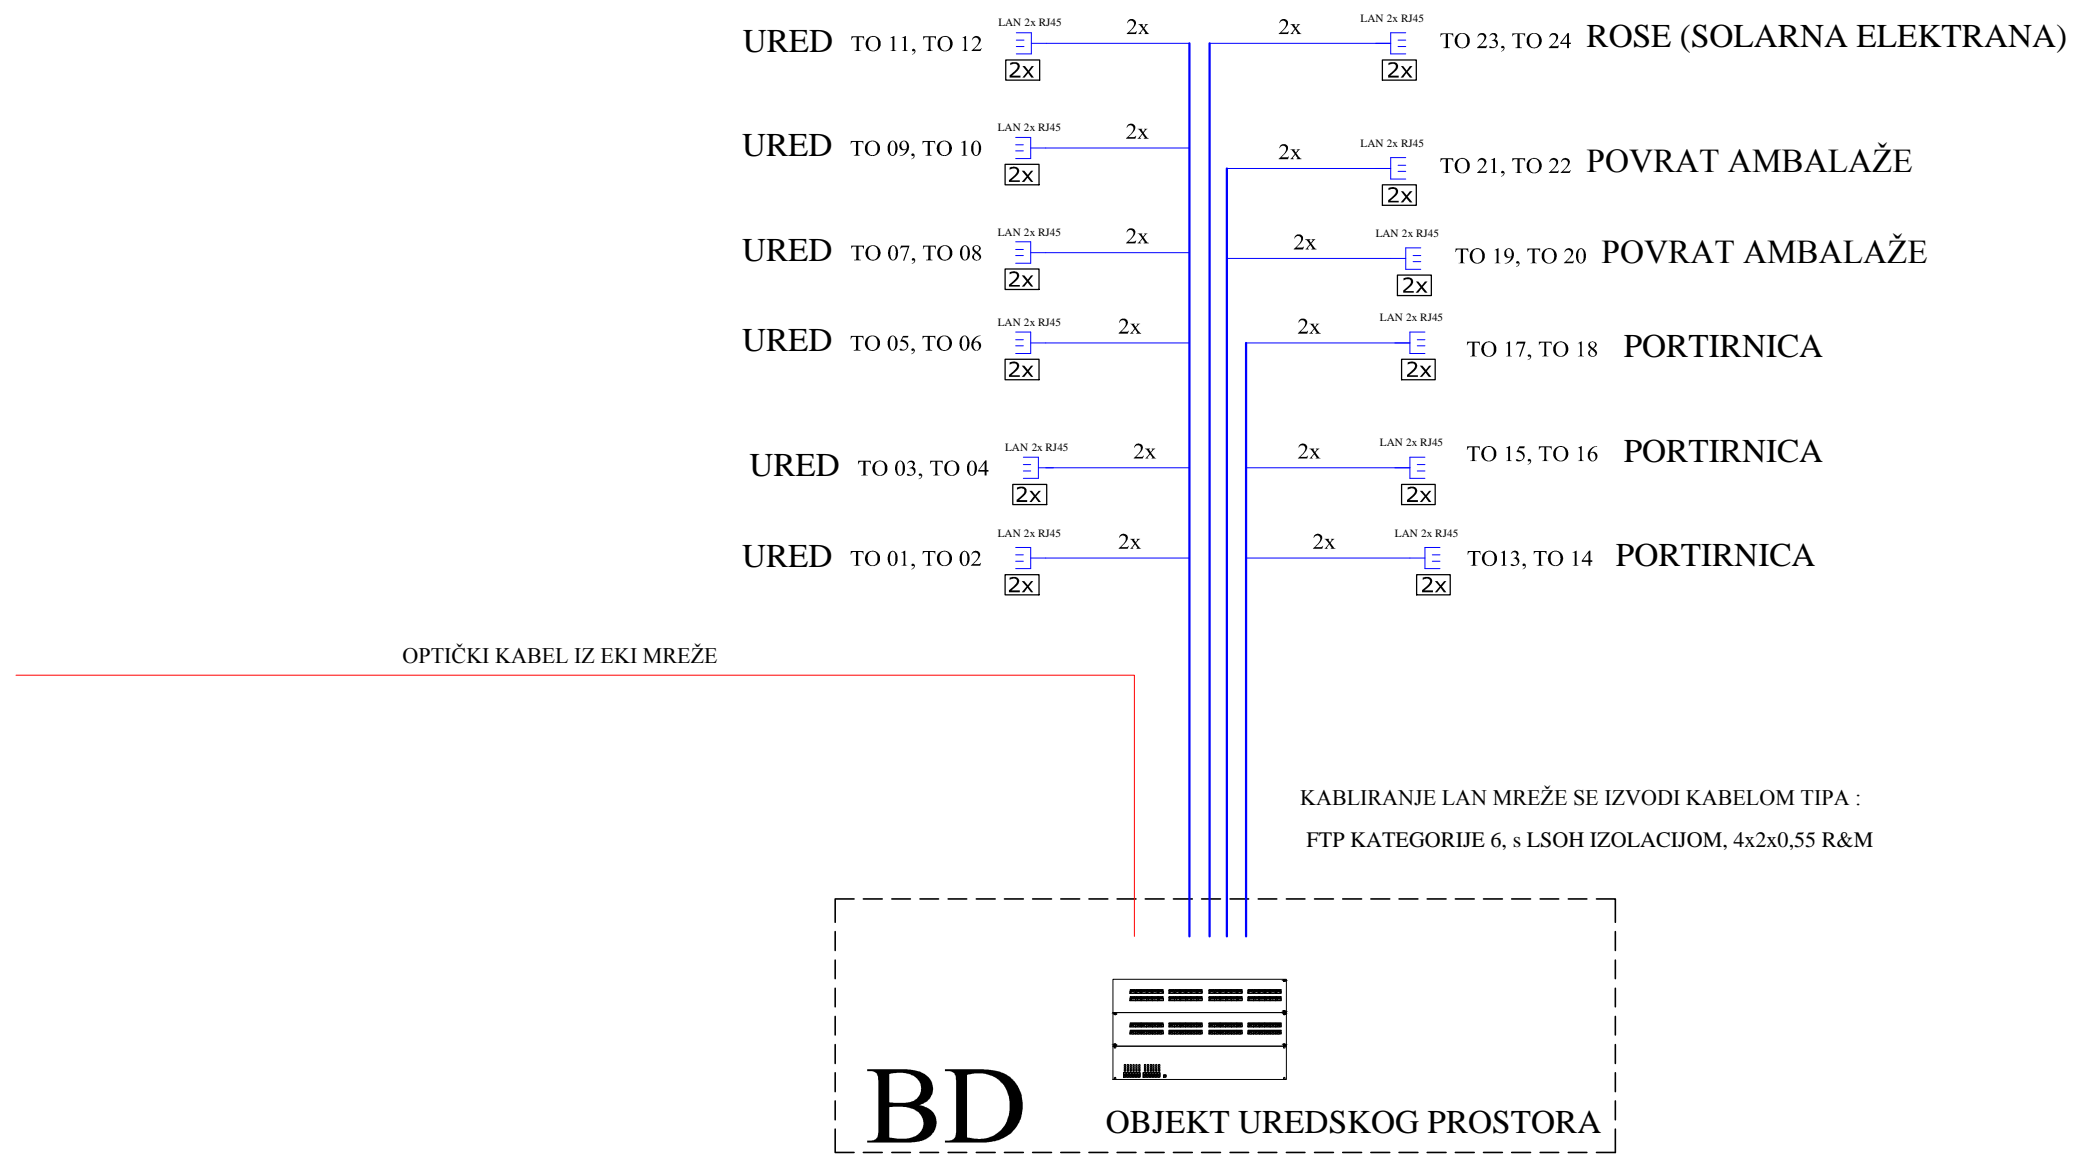 URED TO 11, TO 12 LAN 2x RJ45 2x 2x
URED TO 09, TO 10 LAN 2x RJ45 2x 2x
URED TO 07, TO 08 LAN 2x RJ45 2x 2x
URED TO 05, TO 06 LAN 2x RJ45 2x 2x
URED TO 03, TO 04 LAN 2x RJ45 2x 2x
URED TO 01, TO 02 LAN 2x RJ45 2x 2x
2x LAN 2x RJ45 2x TO 23, TO 24 ROSE (SOLARNA ELEKTRANA)
2x LAN 2x RJ45 2x TO 21, TO 22 POVRAT AMBALAŽE
2x LAN 2x RJ45 2x TO 19, TO 20 POVRAT AMBALAŽE
2x LAN 2x RJ45 2x TO 17, TO 18 PORTIRNICA
2x LAN 2x RJ45 2x TO 15, TO 16 PORTIRNICA
2x LAN 2x RJ45 2x TO13, TO 14 PORTIRNICA
OPTIČKI KABEL IZ EKI MREŽE
KABLIRANJE LAN MREŽE SE IZVODI KABELOM TIPA :
FTP KATEGORIJE 6, s LSOH IZOLACIJOM, 4x2x0,55 R&M
BD
OBJEKT UREDSKOG PROSTORA